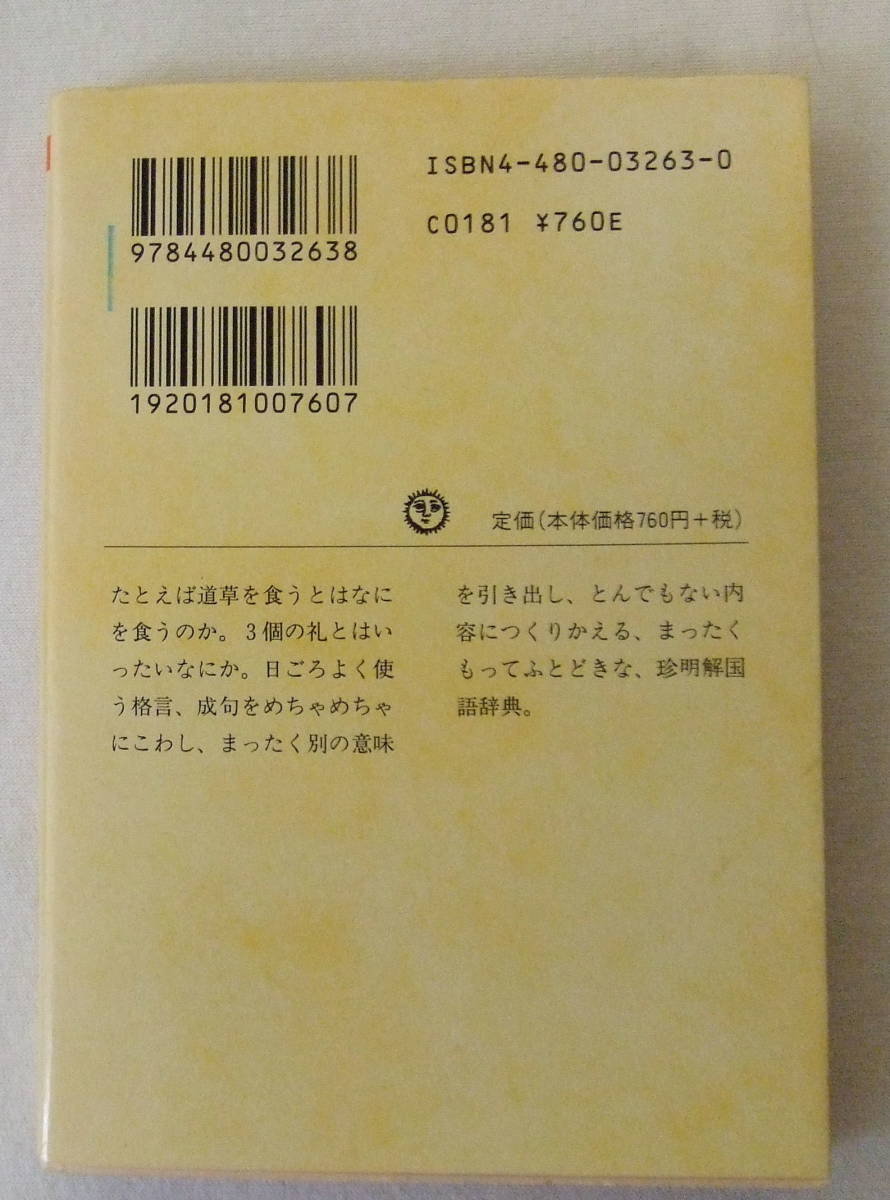 9784480032638
ISBN4-480-03263-0
C0181 ¥760E
1920181007607
定価(本体価格760円+税)
たとえば道草を食うとはなに
を食うのか。3個の礼とはい
ったいなにか。日ごろよく使
う格言、成句をめちゃめちゃ
にこわし、まったく別の意味
を引き出し、とんでもない内
容につくりかえる、まったく
もってふとどきな、珍明解国
語辞典。